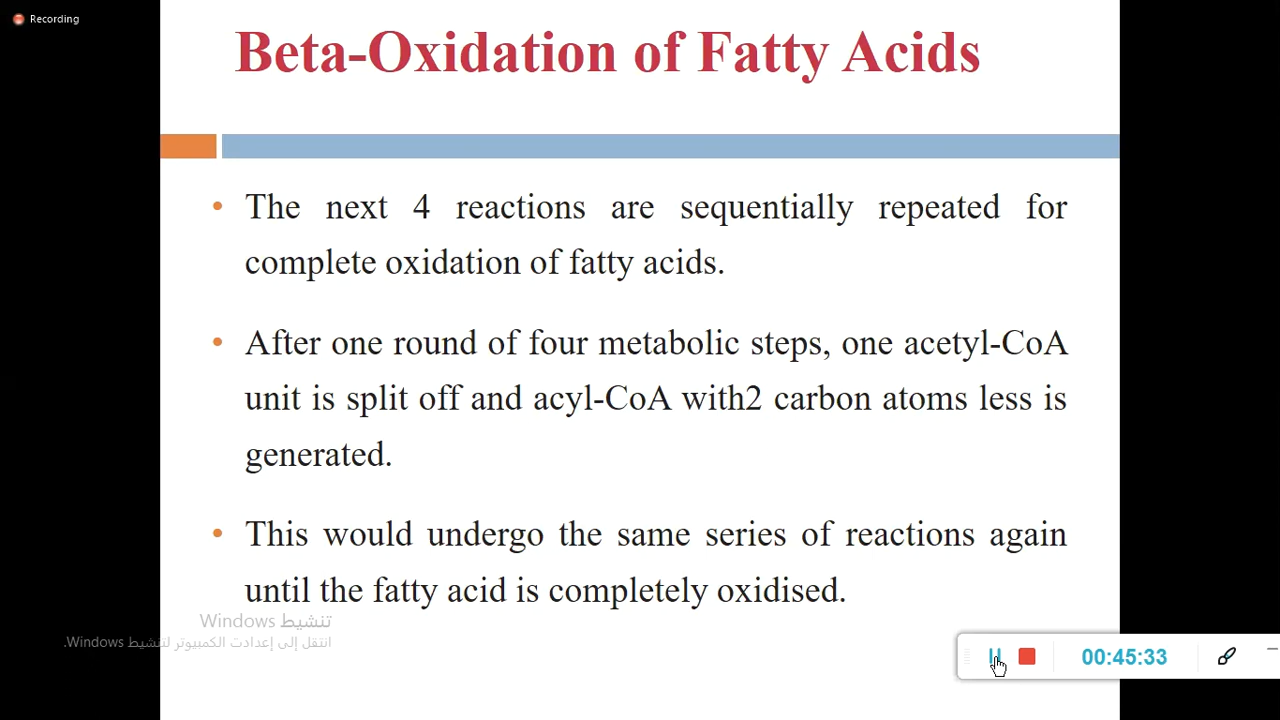 Recording
Beta-Oxidation of Fatty Acids
• The next 4 reactions are sequentially repeated for
complete oxidation of fatty acids.
• After one round of four metabolic steps, one acetyl-CoA
unit is split off and acyl-CoA with2 carbon atoms less is
generated.
• This would undergo the same series of reactions again
until the fatty acid is completely oxidised.
تنشيط Windows
انتقل إلى إعدادت الكمبيوتر لتنشيط Windows.
00:45:33